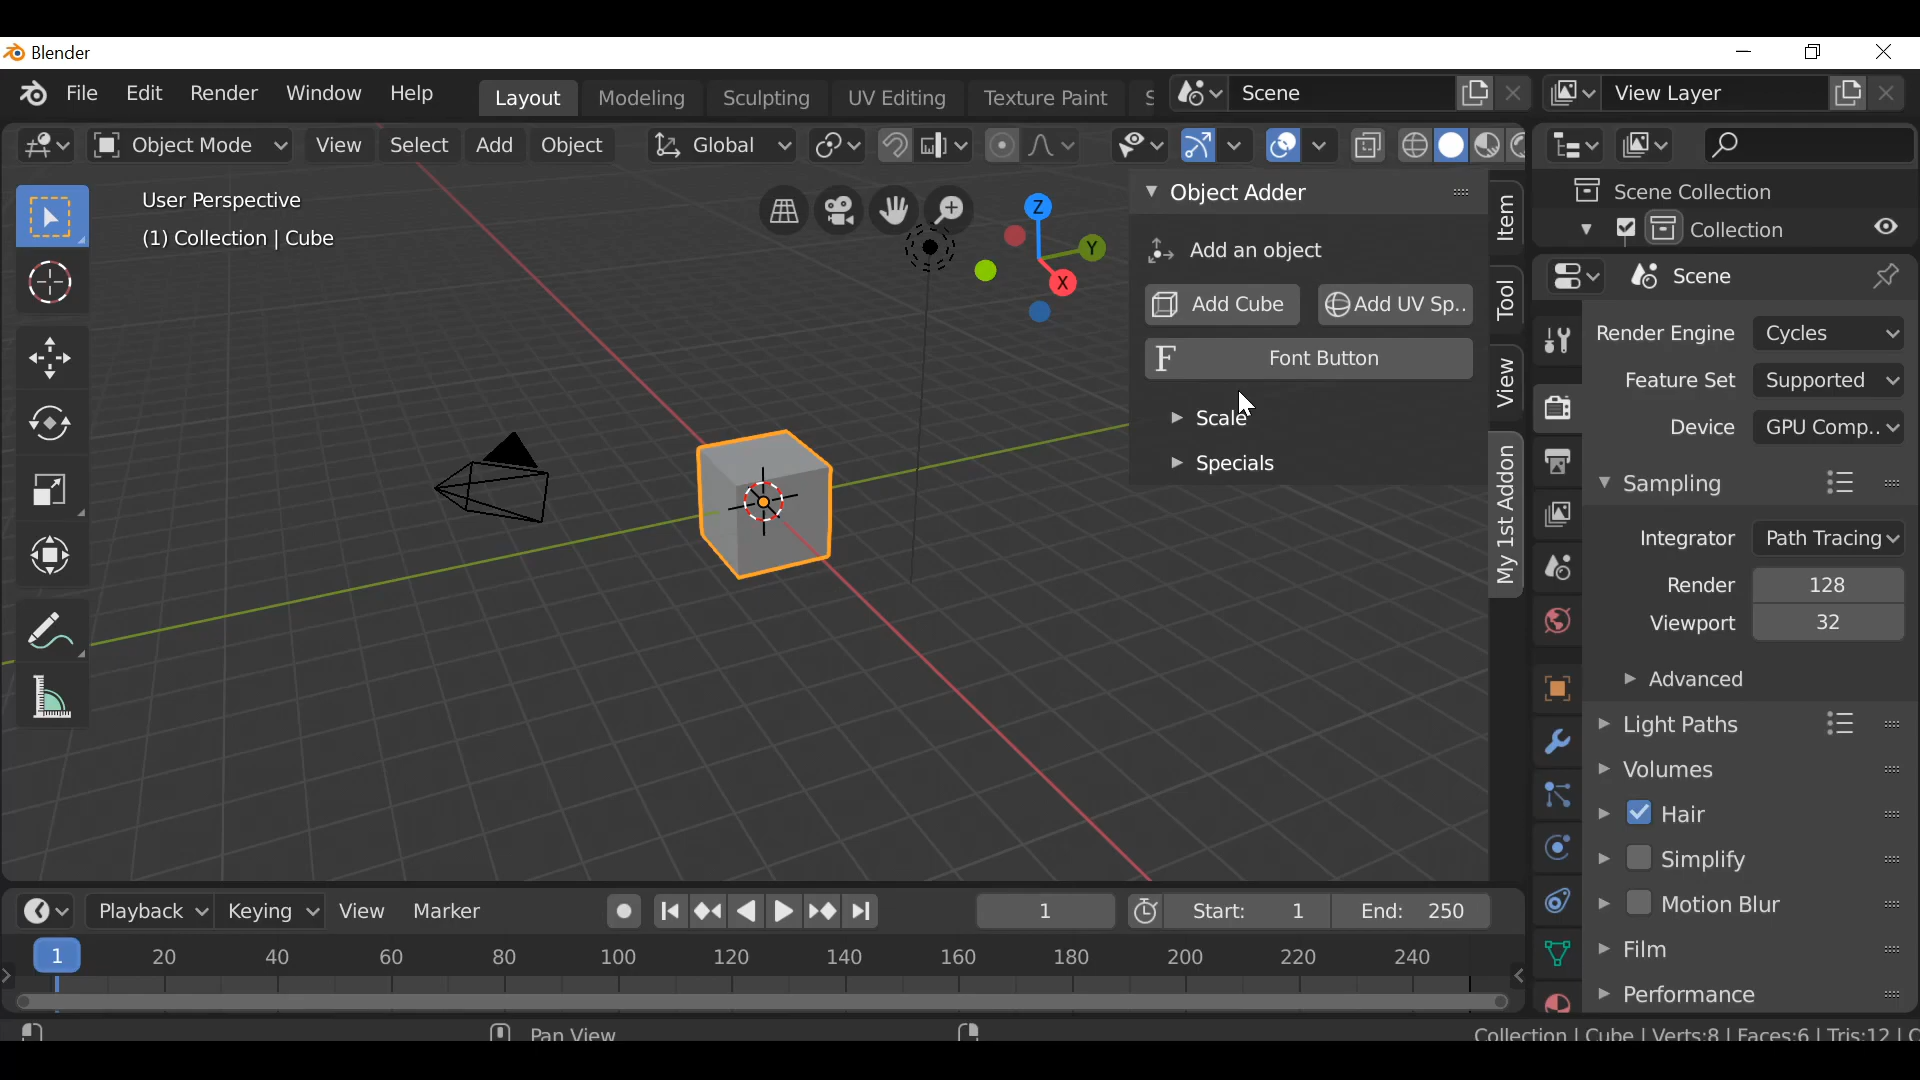 Blender
File Edit Render Window Help Layout Modeling Sculpting UV Editing Texture Paint S Scene View Layer
Object Mode View Select Add Object Global
User Perspective
(1) Collection | Cube
Z
Y
X
Object Adder
Add an object
Add Cube Add UV Sp..
F Font Button
Scale
Specials
Item
Tool
View
My 1st Addon
Scene Collection
Collection
Scene
Render Engine Cycles
Feature Set Supported
Device GPU Comp..
Sampling
Integrator Path Tracing
Render 128
Viewport 32
Advanced
Light Paths
Volumes
Hair
Simplify
Motion Blur
Film
Performance
Playback Keying View Marker 1 Start: 1 End: 250
1 20 40 60 80 100 120 140 160 180 200 220 240
Pan View Collection | Cube | Verts:8 | Faces:6 | Tris:12 |